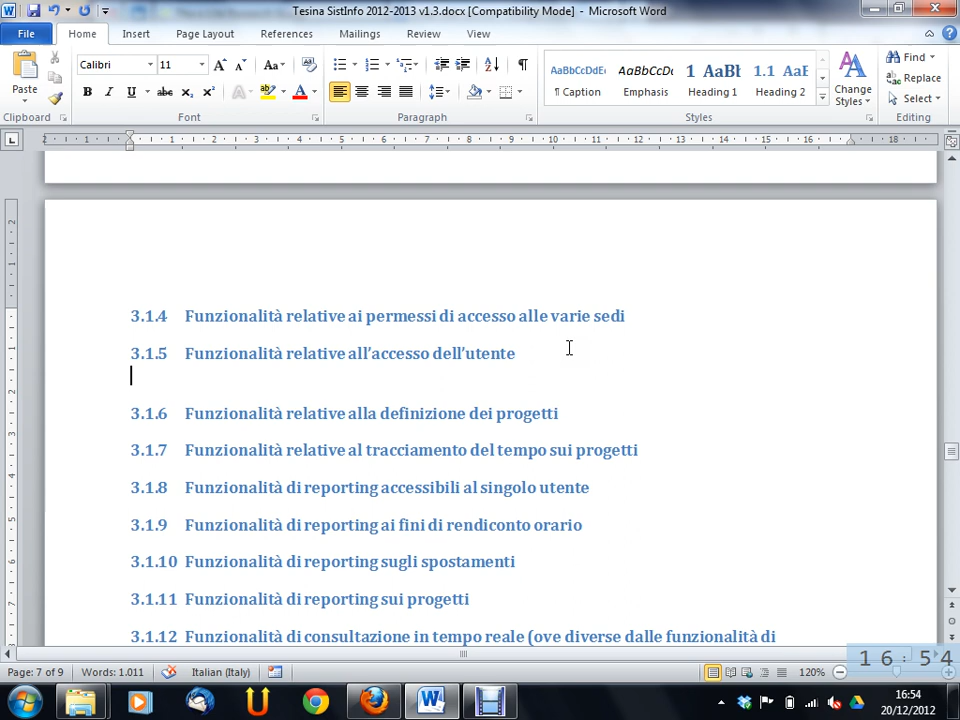 Tesina SistInfo 2012-2013 v1.3.docx [Compatibility Mode] - Microsoft Word
File Home Insert Page Layout References Mailings Review View
Paste
Calibri 11
AaBbCcDdEe AaBbCcDc 1 AaBb 1.1 AaB
¶ Caption Emphasis Heading 1 Heading 2
Change Styles
Find
Replace
Select
Clipboard Font Paragraph Styles Editing
3.1.4 Funzionalità relative ai permessi di accesso alle varie sedi
3.1.5 Funzionalità relative all’accesso dell’utente
3.1.6 Funzionalità relative alla definizione dei progetti
3.1.7 Funzionalità relative al tracciamento del tempo sui progetti
3.1.8 Funzionalità di reporting accessibili al singolo utente
3.1.9 Funzionalità di reporting ai fini di rendiconto orario
3.1.10 Funzionalità di reporting sugli spostamenti
3.1.11 Funzionalità di reporting sui progetti
3.1.12 Funzionalità di consultazione in tempo reale (ove diverse dalle funzionalità di
Page: 7 of 9 Words: 1.011 Italian (Italy) 120%
16:54
16:54
20/12/2012